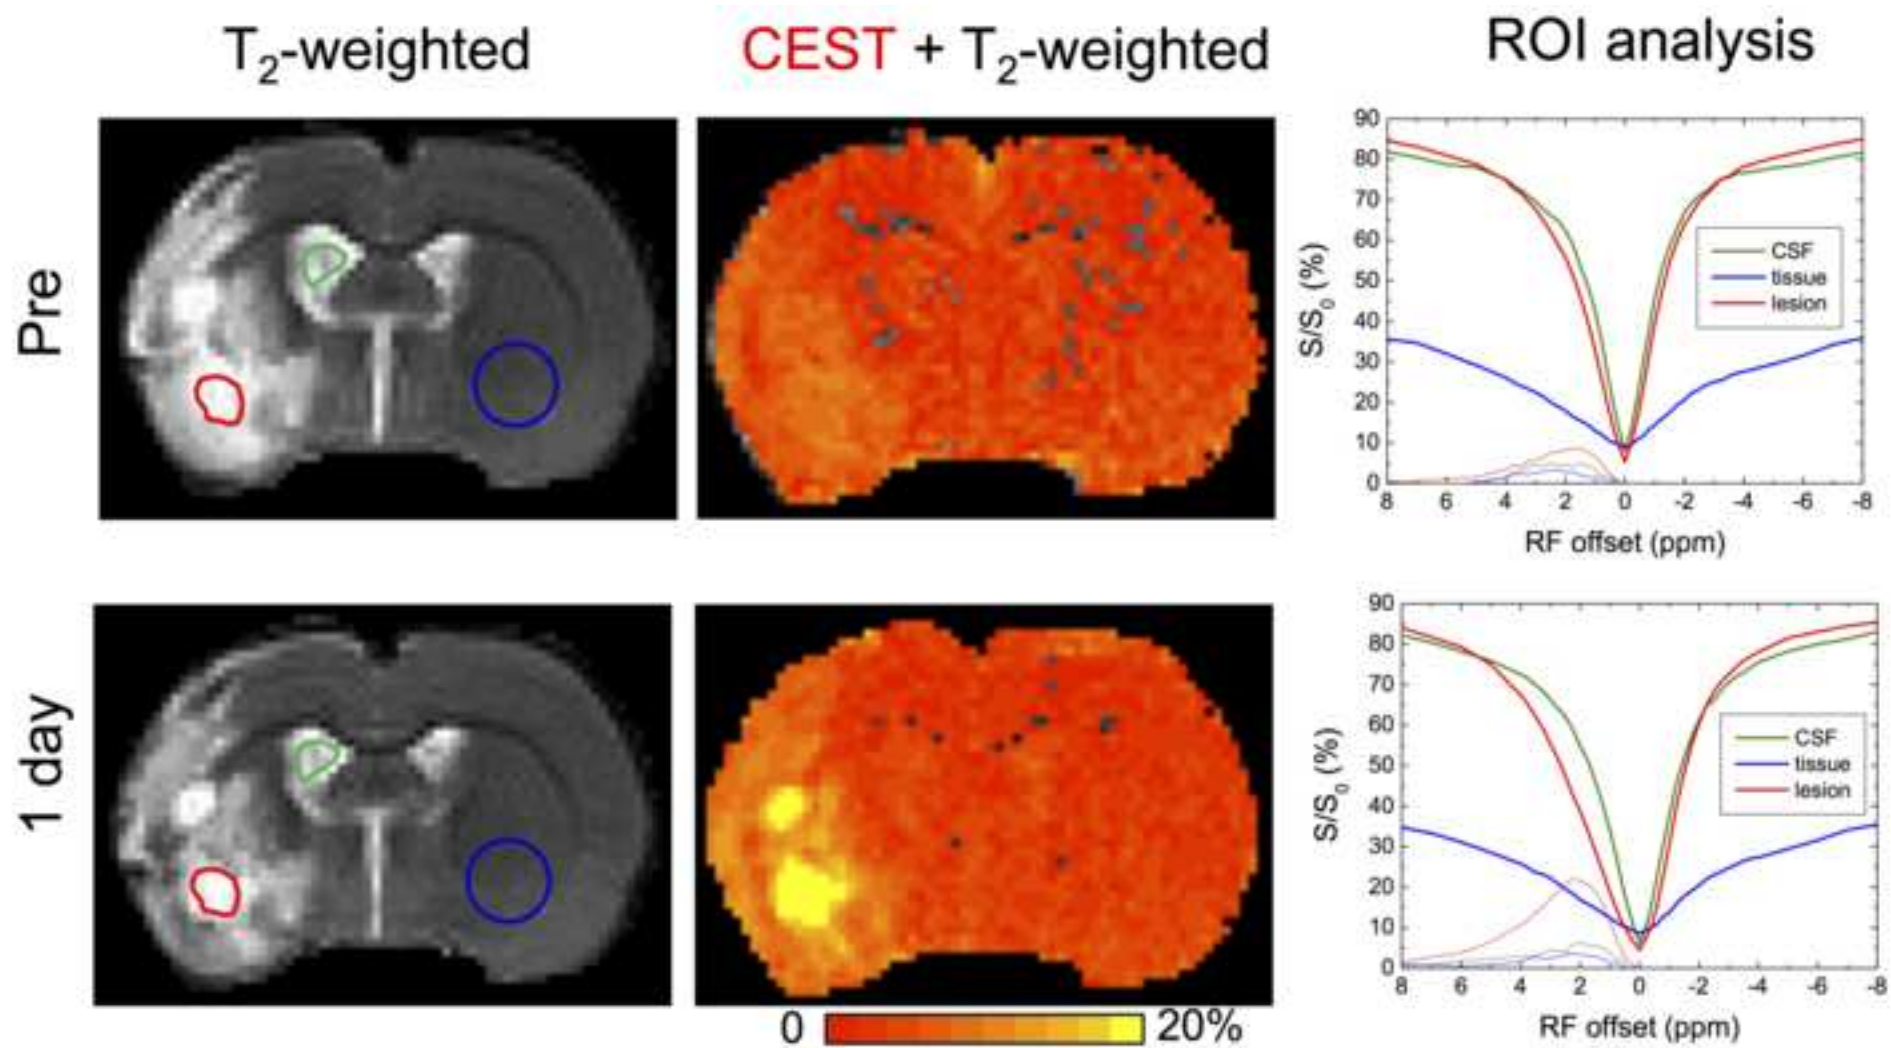 T₂-weighted
CEST + T₂-weighted
ROI analysis
Pre
90
80
70
60
50
40
30
20
10
0
S/S₀ (%)
CSF
tissue
lesion
8 6 4 2 0 -2 -4 -6 -8
RF offset (ppm)
1 day
90
80
70
60
50
40
30
20
10
0
S/S₀ (%)
CSF
tissue
lesion
8 6 4 2 0 -2 -4 -6 -8
RF offset (ppm)
0 20%